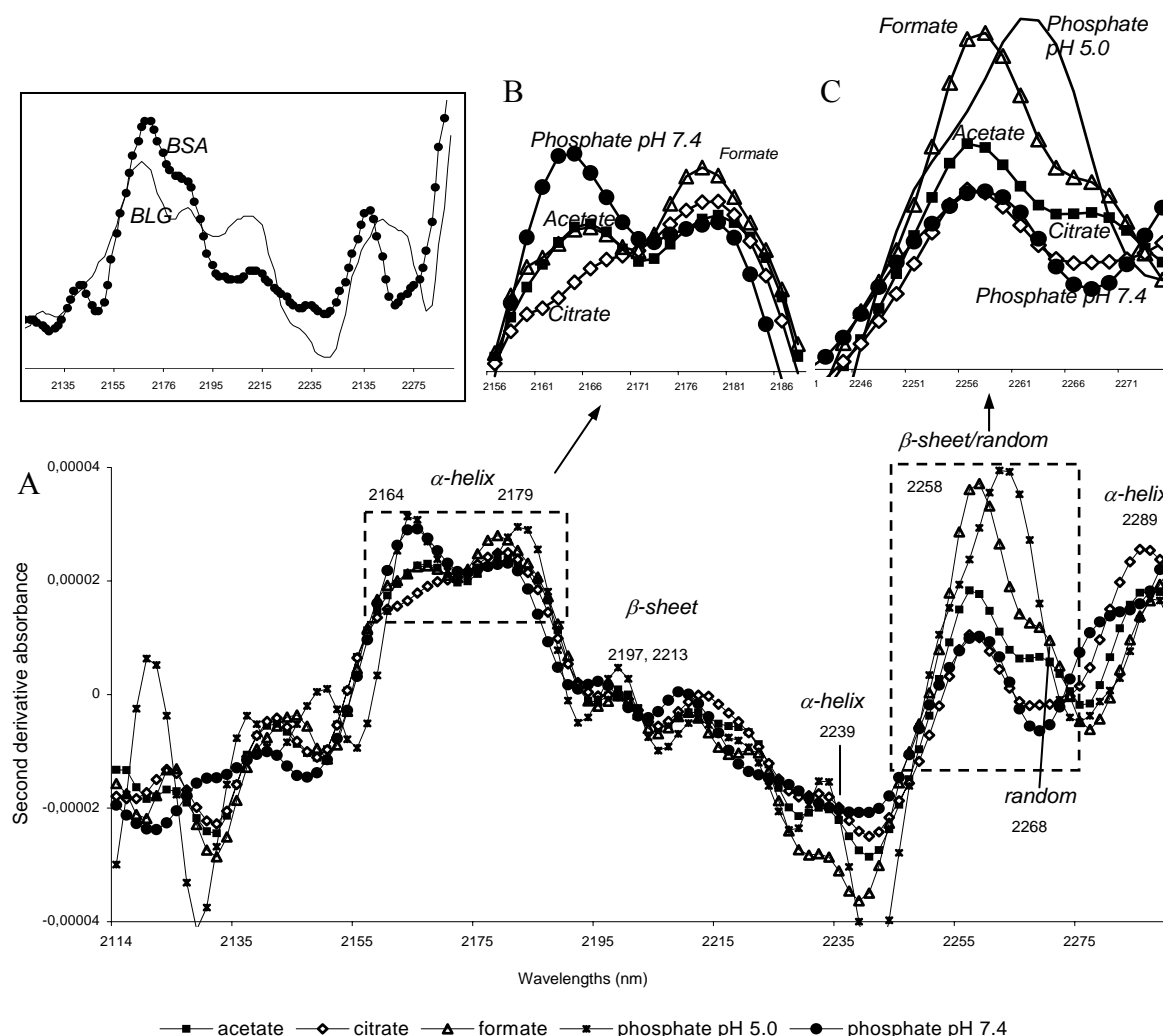 BSA
BLG
2135 2155 2176 2195 2215 2235 2135 2275
B
Phosphate pH 7.4
Formate
Acetate
Citrate
2156 2161 2166 2171 2176 2181 2186
C
Formate
Phosphate
pH 5.0
Acetate
Citrate
Phosphate pH 7.4
2246 2251 2256 2261 2266 2271
A
Second derivative absorbance
0,00004
0,00002
0
-0,00002
-0,00004
α-helix
2164 2179
β-sheet
2197, 2213
α-helix
2239
β-sheet/random
2258
α-helix
2289
random
2268
2114 2135 2155 2175 2195 2215 2235 2255 2275
Wavelengths (nm)
acetate citrate formate phosphate pH 5.0 phosphate pH 7.4